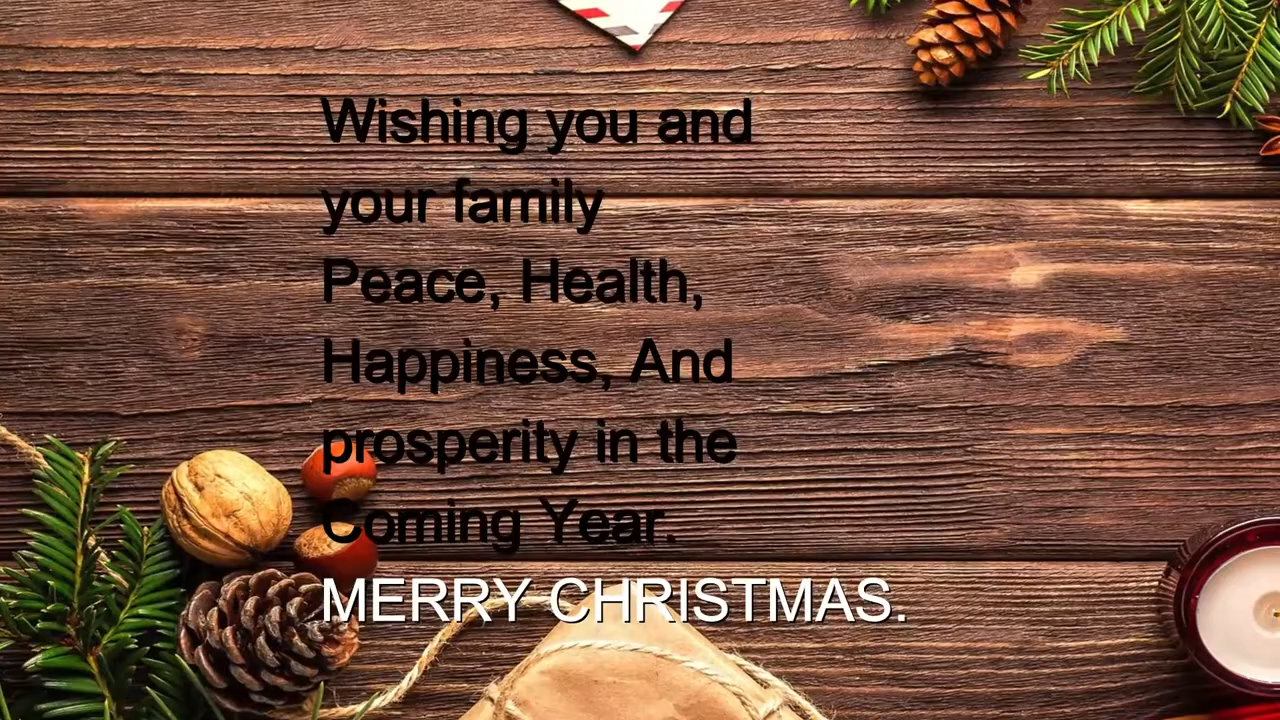 Wishing you and
your family
Peace, Health,
Happiness, And
prosperity in the
Coming Year.
MERRY CHRISTMAS.